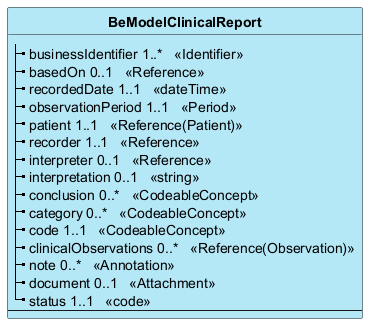 BeModelClinicalReport
businessIdentifier 1..* «Identifier»
basedOn 0..1 «Reference»
recordedDate 1..1 «dateTime»
observationPeriod 1..1 «Period»
patient 1..1 «Reference(Patient)»
recorder 1..1 «Reference»
interpreter 0..1 «Reference»
interpretation 0..1 «string»
conclusion 0..* «CodeableConcept»
category 0..* «CodeableConcept»
code 1..1 «CodeableConcept»
clinicalObservations 0..* «Reference(Observation)»
note 0..* «Annotation»
document 0..1 «Attachment»
status 1..1 «code»